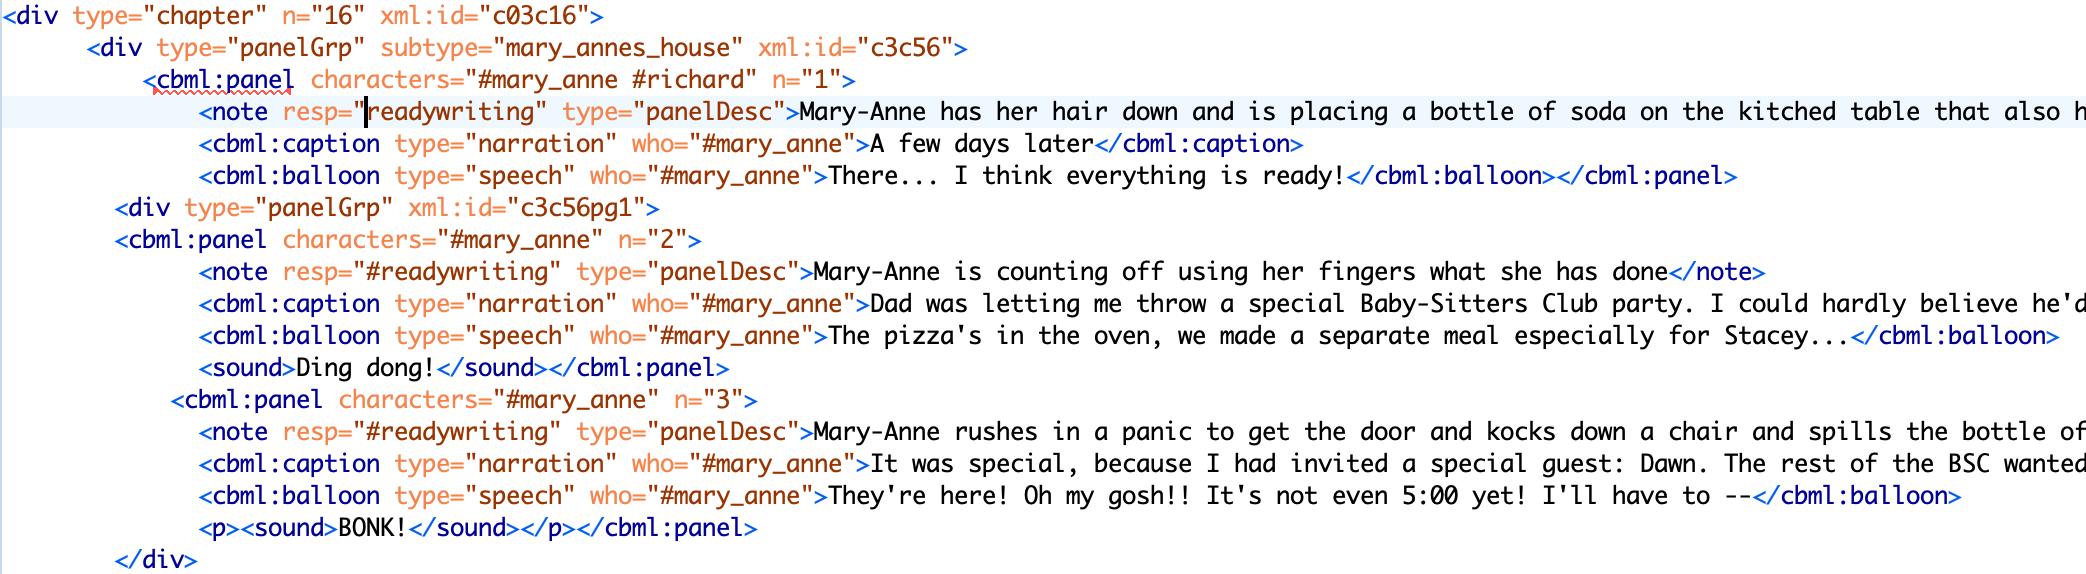 <div type="chapter" n="16" xml:id="c03c16">
<div type="panelGrp" subtype="mary_annes_house" xml:id="c3c56">
<cbml:panel characters="#mary_anne #richard" n="1">
<note resp="readywriting" type="panelDesc">Mary-Anne has her hair down and is placing a bottle of soda on the kitched table that also h
<cbml:caption type="narration" who="#mary_anne">A few days later</cbml:caption>
<cbml:balloon type="speech" who="#mary_anne">There... I think everything is ready!</cbml:balloon></cbml:panel>
<div type="panelGrp" xml:id="c3c56pg1">
<cbml:panel characters="#mary_anne" n="2">
<note resp="#readywriting" type="panelDesc">Mary-Anne is counting off using her fingers what she has done</note>
<cbml:caption type="narration" who="#mary_anne">Dad was letting me throw a special Baby-Sitters Club party. I could hardly believe he'd
<cbml:balloon type="speech" who="#mary_anne">The pizza's in the oven, we made a separate meal especially for Stacey...</cbml:balloon>
<sound>Ding dong!</sound></cbml:panel>
<cbml:panel characters="#mary_anne" n="3">
<note resp="#readywriting" type="panelDesc">Mary-Anne rushes in a panic to get the door and kocks down a chair and spills the bottle of
<cbml:caption type="narration" who="#mary_anne">It was special, because I had invited a special guest: Dawn. The rest of the BSC wanted
<cbml:balloon type="speech" who="#mary_anne">They're here! Oh my gosh!! It's not even 5:00 yet! I'll have to --</cbml:balloon>
<p><sound>BONK!</sound></p></cbml:panel>
</div>